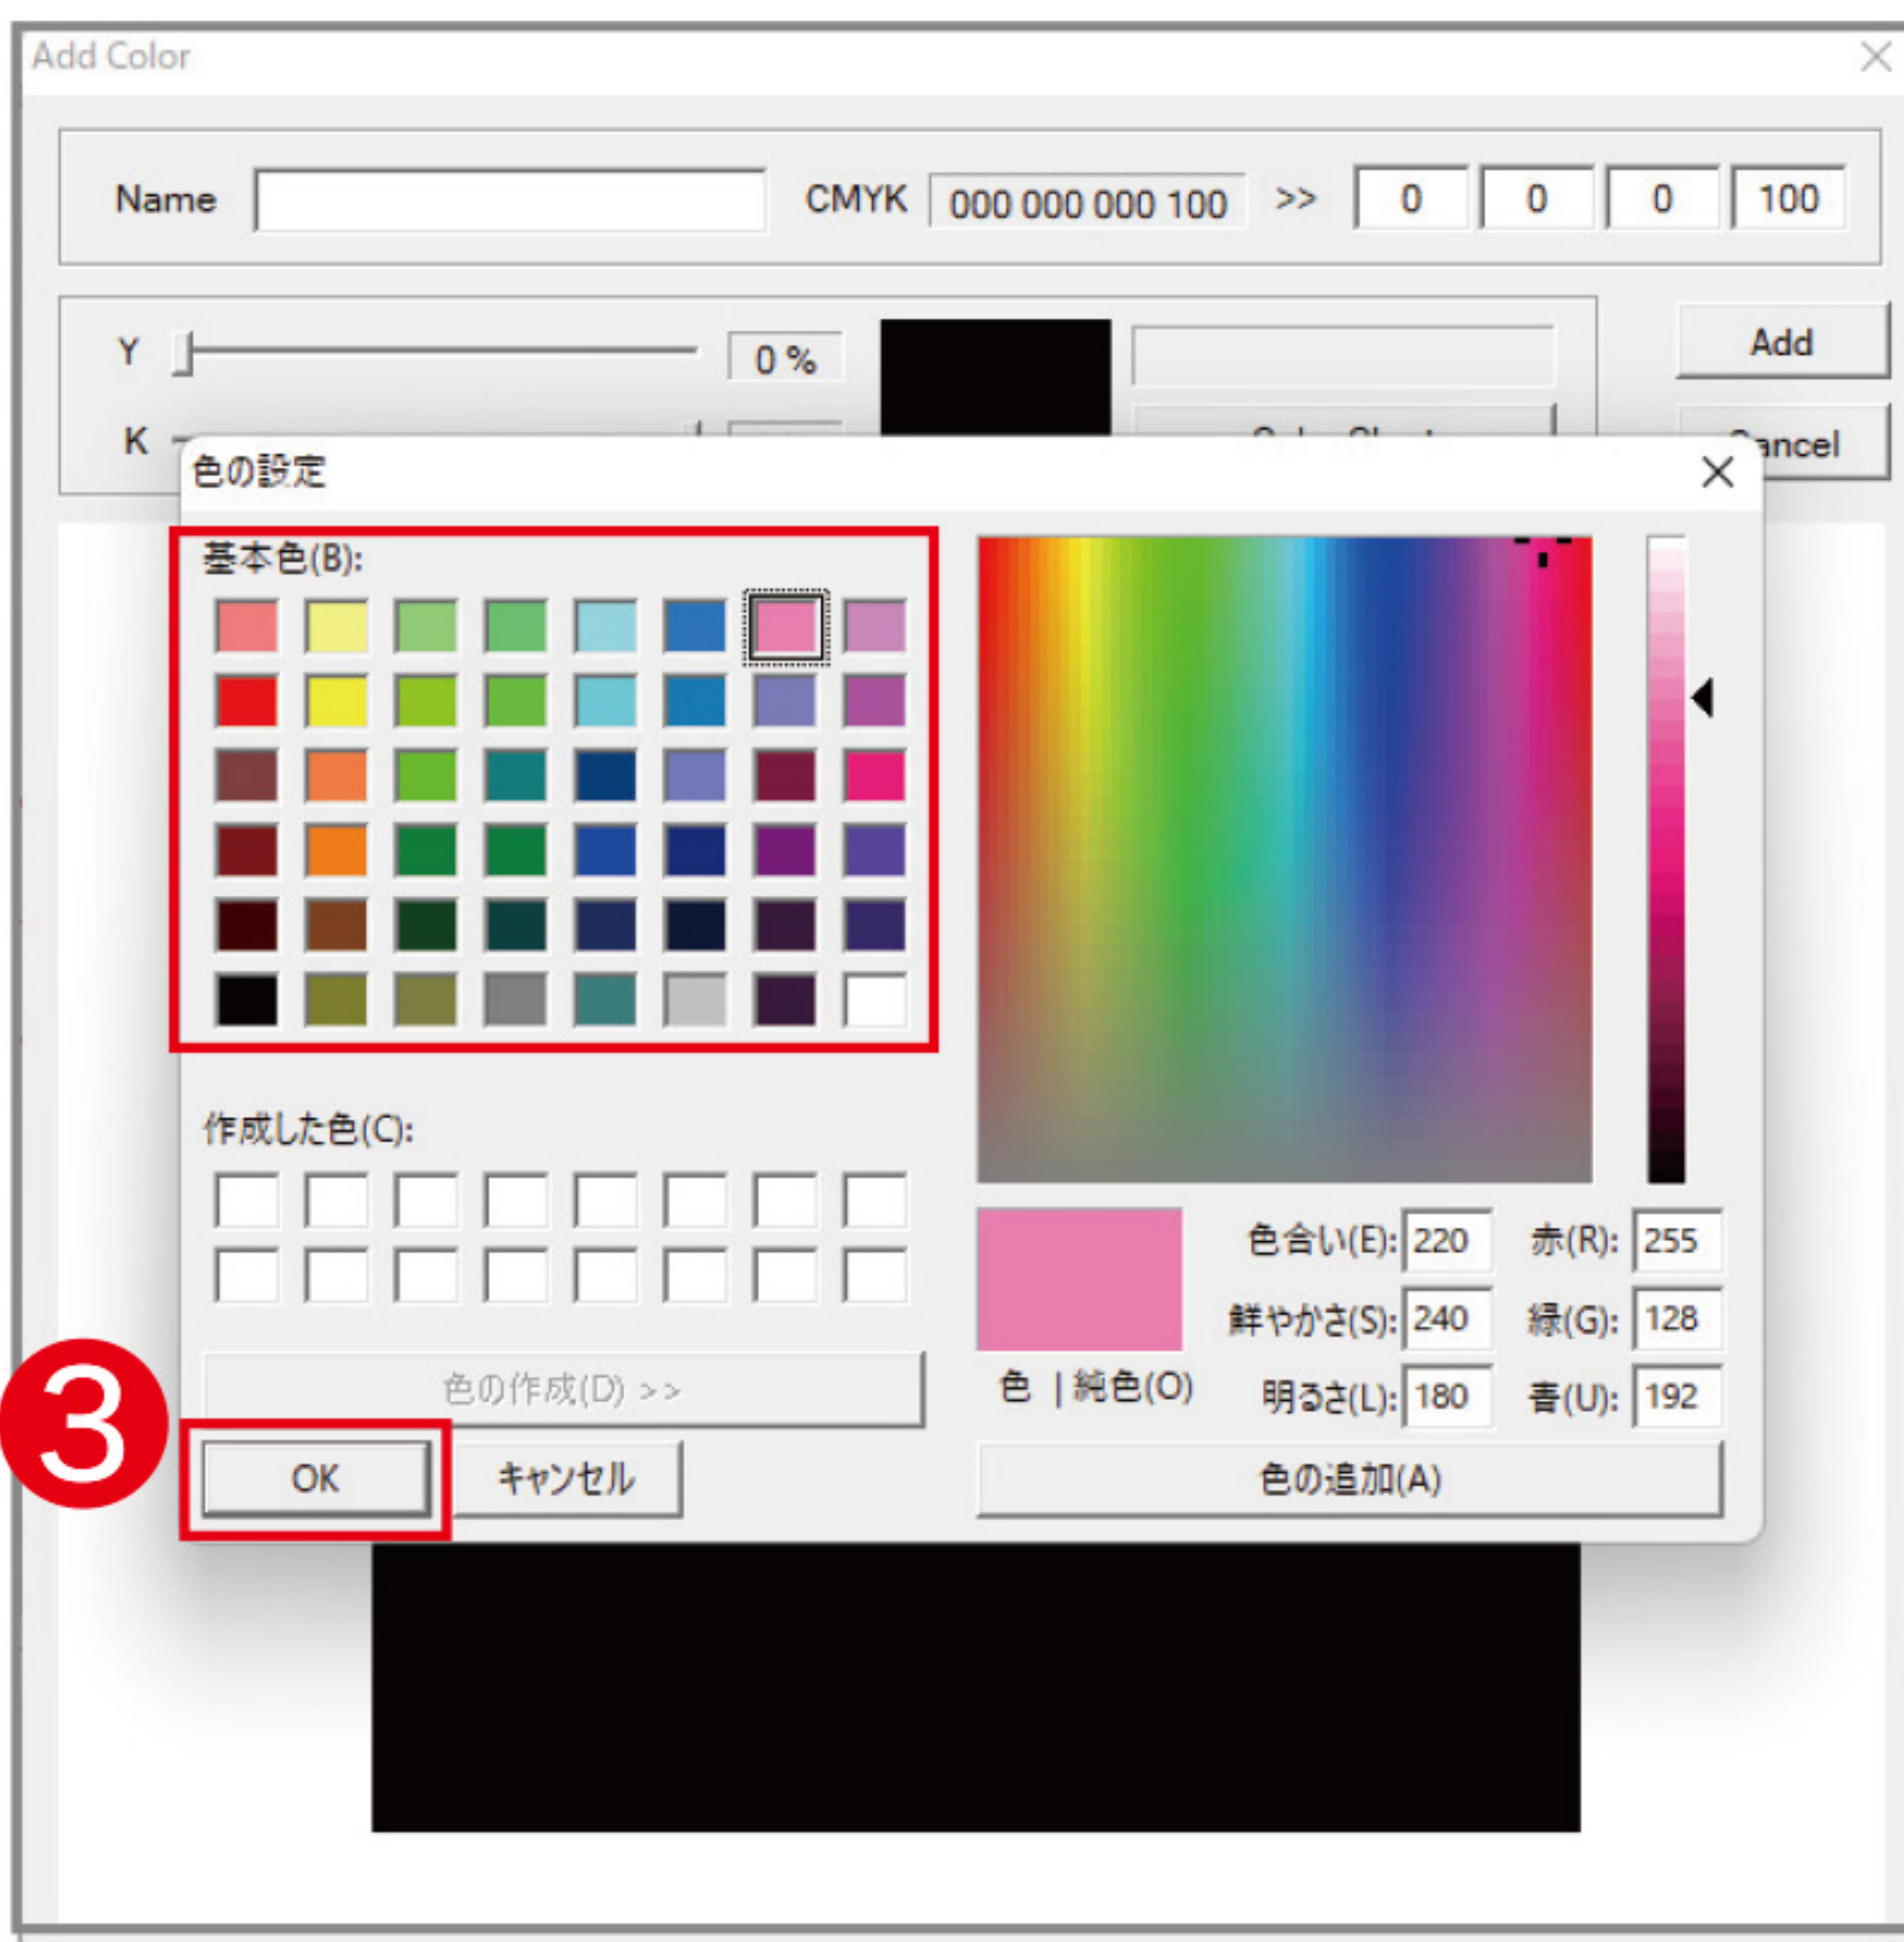 Add Color
Name CMYK 000 000 000 100 >> 0 0 0 100
Y 0 % Add
K
色の設定
基本色(B):
作成した色(C):
色合い(E): 220 赤(R): 255
鮮やかさ(S): 240 緑(G): 128
色の作成(D) >> 色 | 純色(O) 明るさ(L): 180 青(U): 192
3
OK キャンセル 色の追加(A)